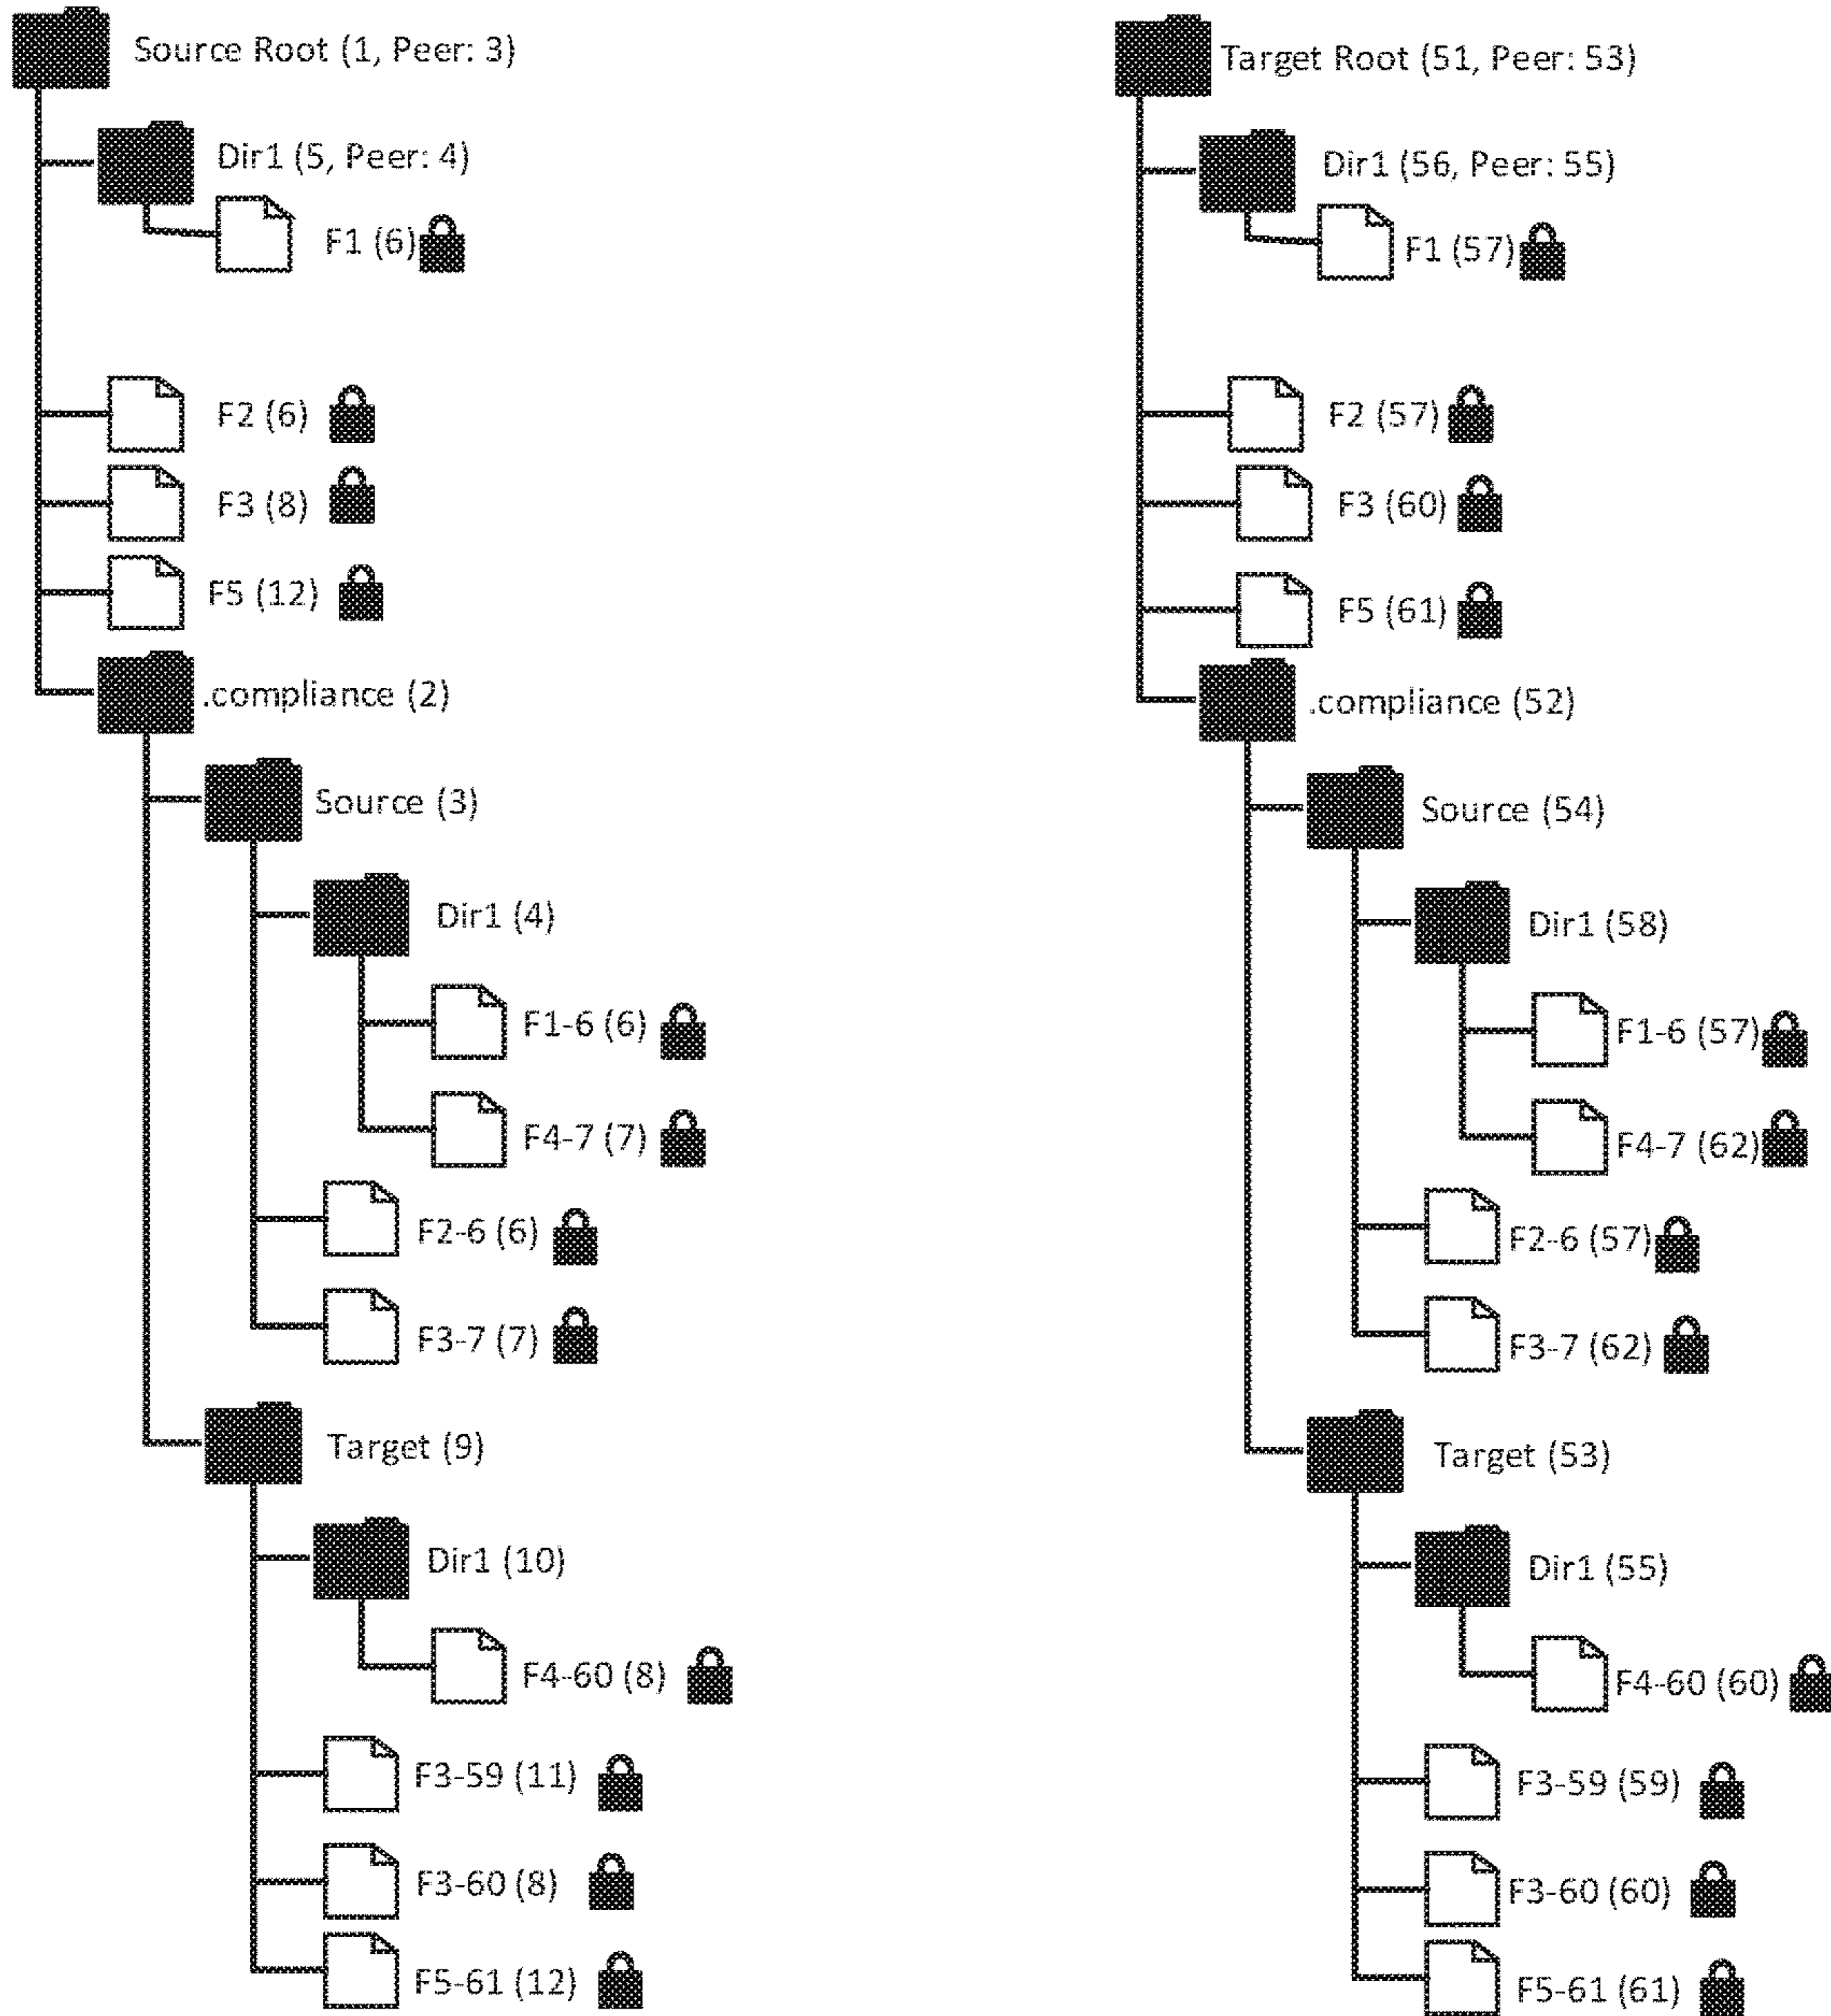 Source Root (1, Peer: 3)
Dir1 (5, Peer: 4)
F1 (6)
F2 (6)
F3 (8)
F5 (12)
.compliance (2)
Source (3)
Dir1 (4)
F1-6 (6)
F4-7 (7)
F2-6 (6)
F3-7 (7)
Target (9)
Dir1 (10)
F4-60 (8)
F3-59 (11)
F3-60 (8)
F5-61 (12)
Target Root (51, Peer: 53)
Dir1 (56, Peer: 55)
F1 (57)
F2 (57)
F3 (60)
F5 (61)
.compliance (52)
Source (54)
Dir1 (58)
F1-6 (57)
F4-7 (62)
F2-6 (57)
F3-7 (62)
Target (53)
Dir1 (55)
F4-60 (60)
F3-59 (59)
F3-60 (60)
F5-61 (61)